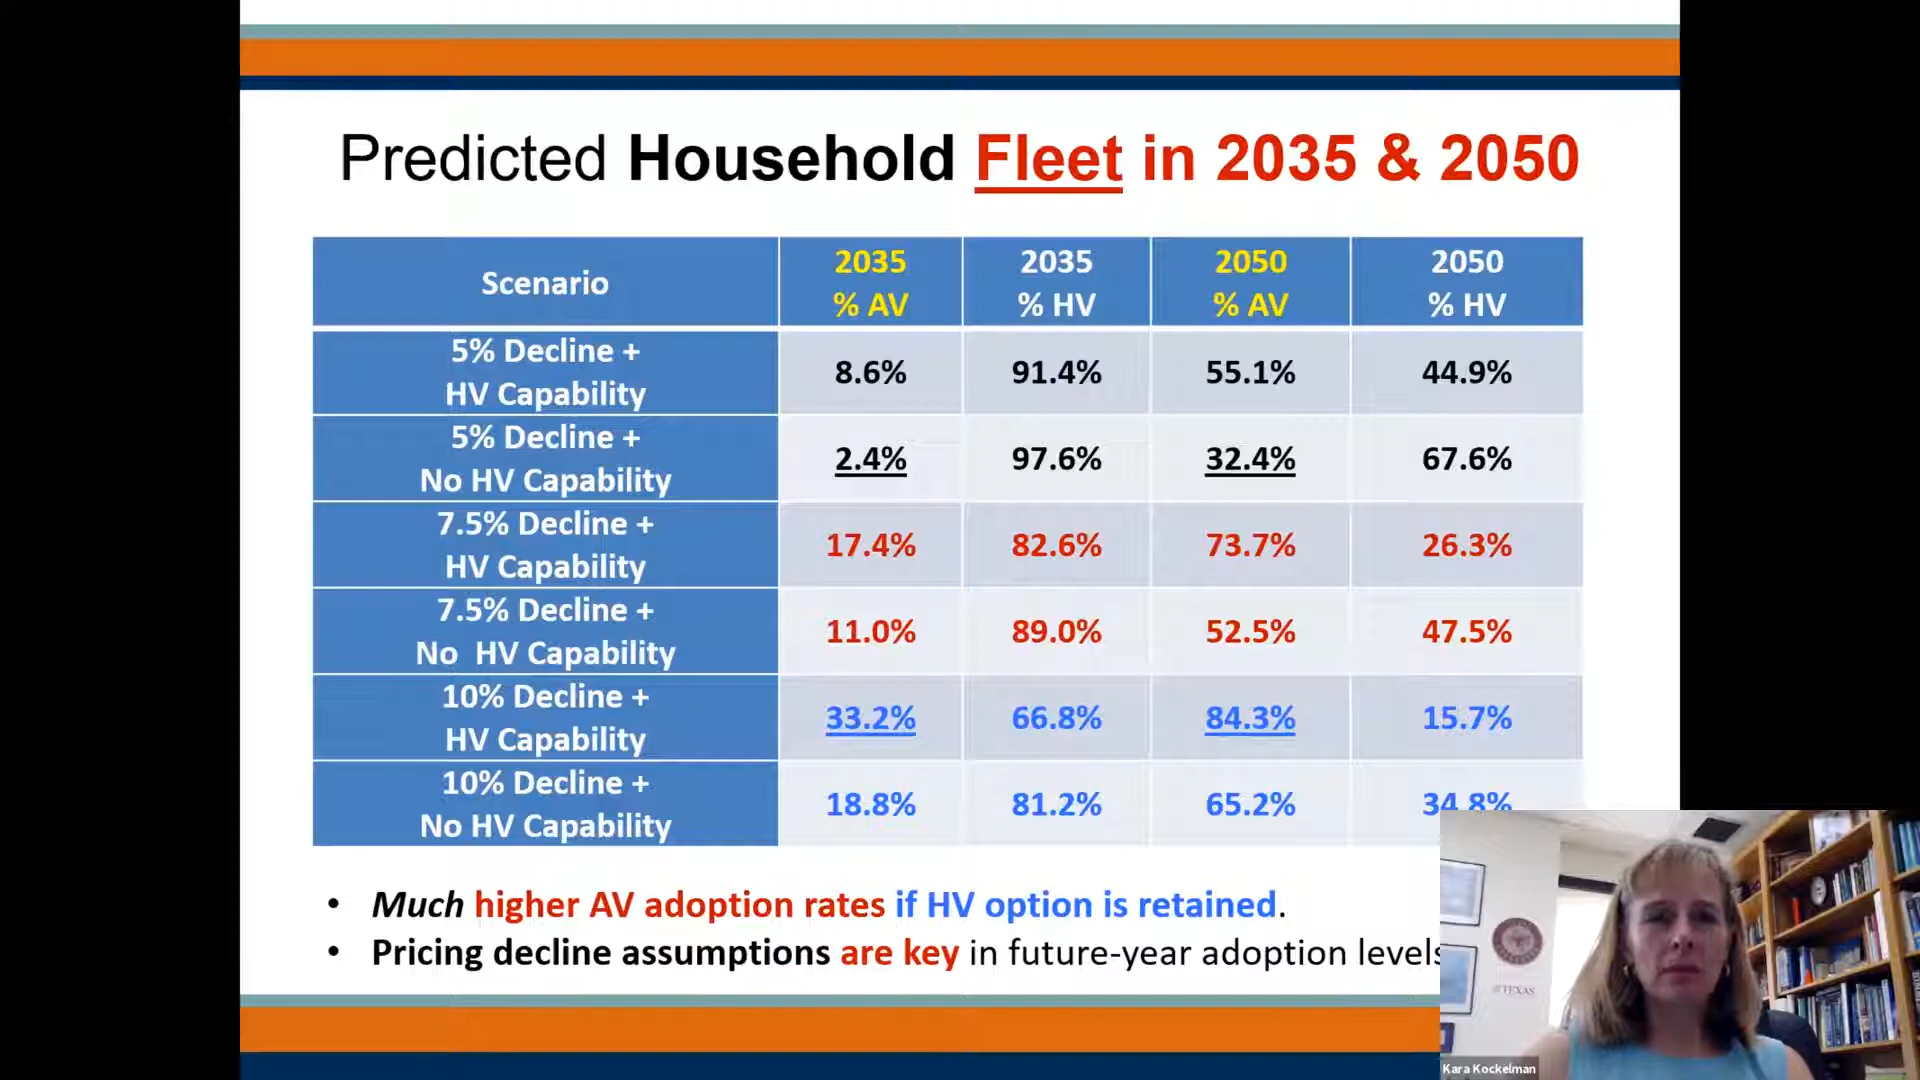 Predicted Household Fleet in 2035 & 2050
Scenario
2035
% AV
2035
% HV
2050
% AV
2050
% HV
5% Decline +
HV Capability
8.6%
91.4%
55.1%
44.9%
5% Decline +
No HV Capability
2.4%
97.6%
32.4%
67.6%
7.5% Decline +
HV Capability
17.4%
82.6%
73.7%
26.3%
7.5% Decline +
No HV Capability
11.0%
89.0%
52.5%
47.5%
10% Decline +
HV Capability
33.2%
66.8%
84.3%
15.7%
10% Decline +
No HV Capability
18.8%
81.2%
65.2%
34.8%
• Much higher AV adoption rates if HV option is retained.
• Pricing decline assumptions are key in future-year adoption levels
TEXAS
Kara Kockelman